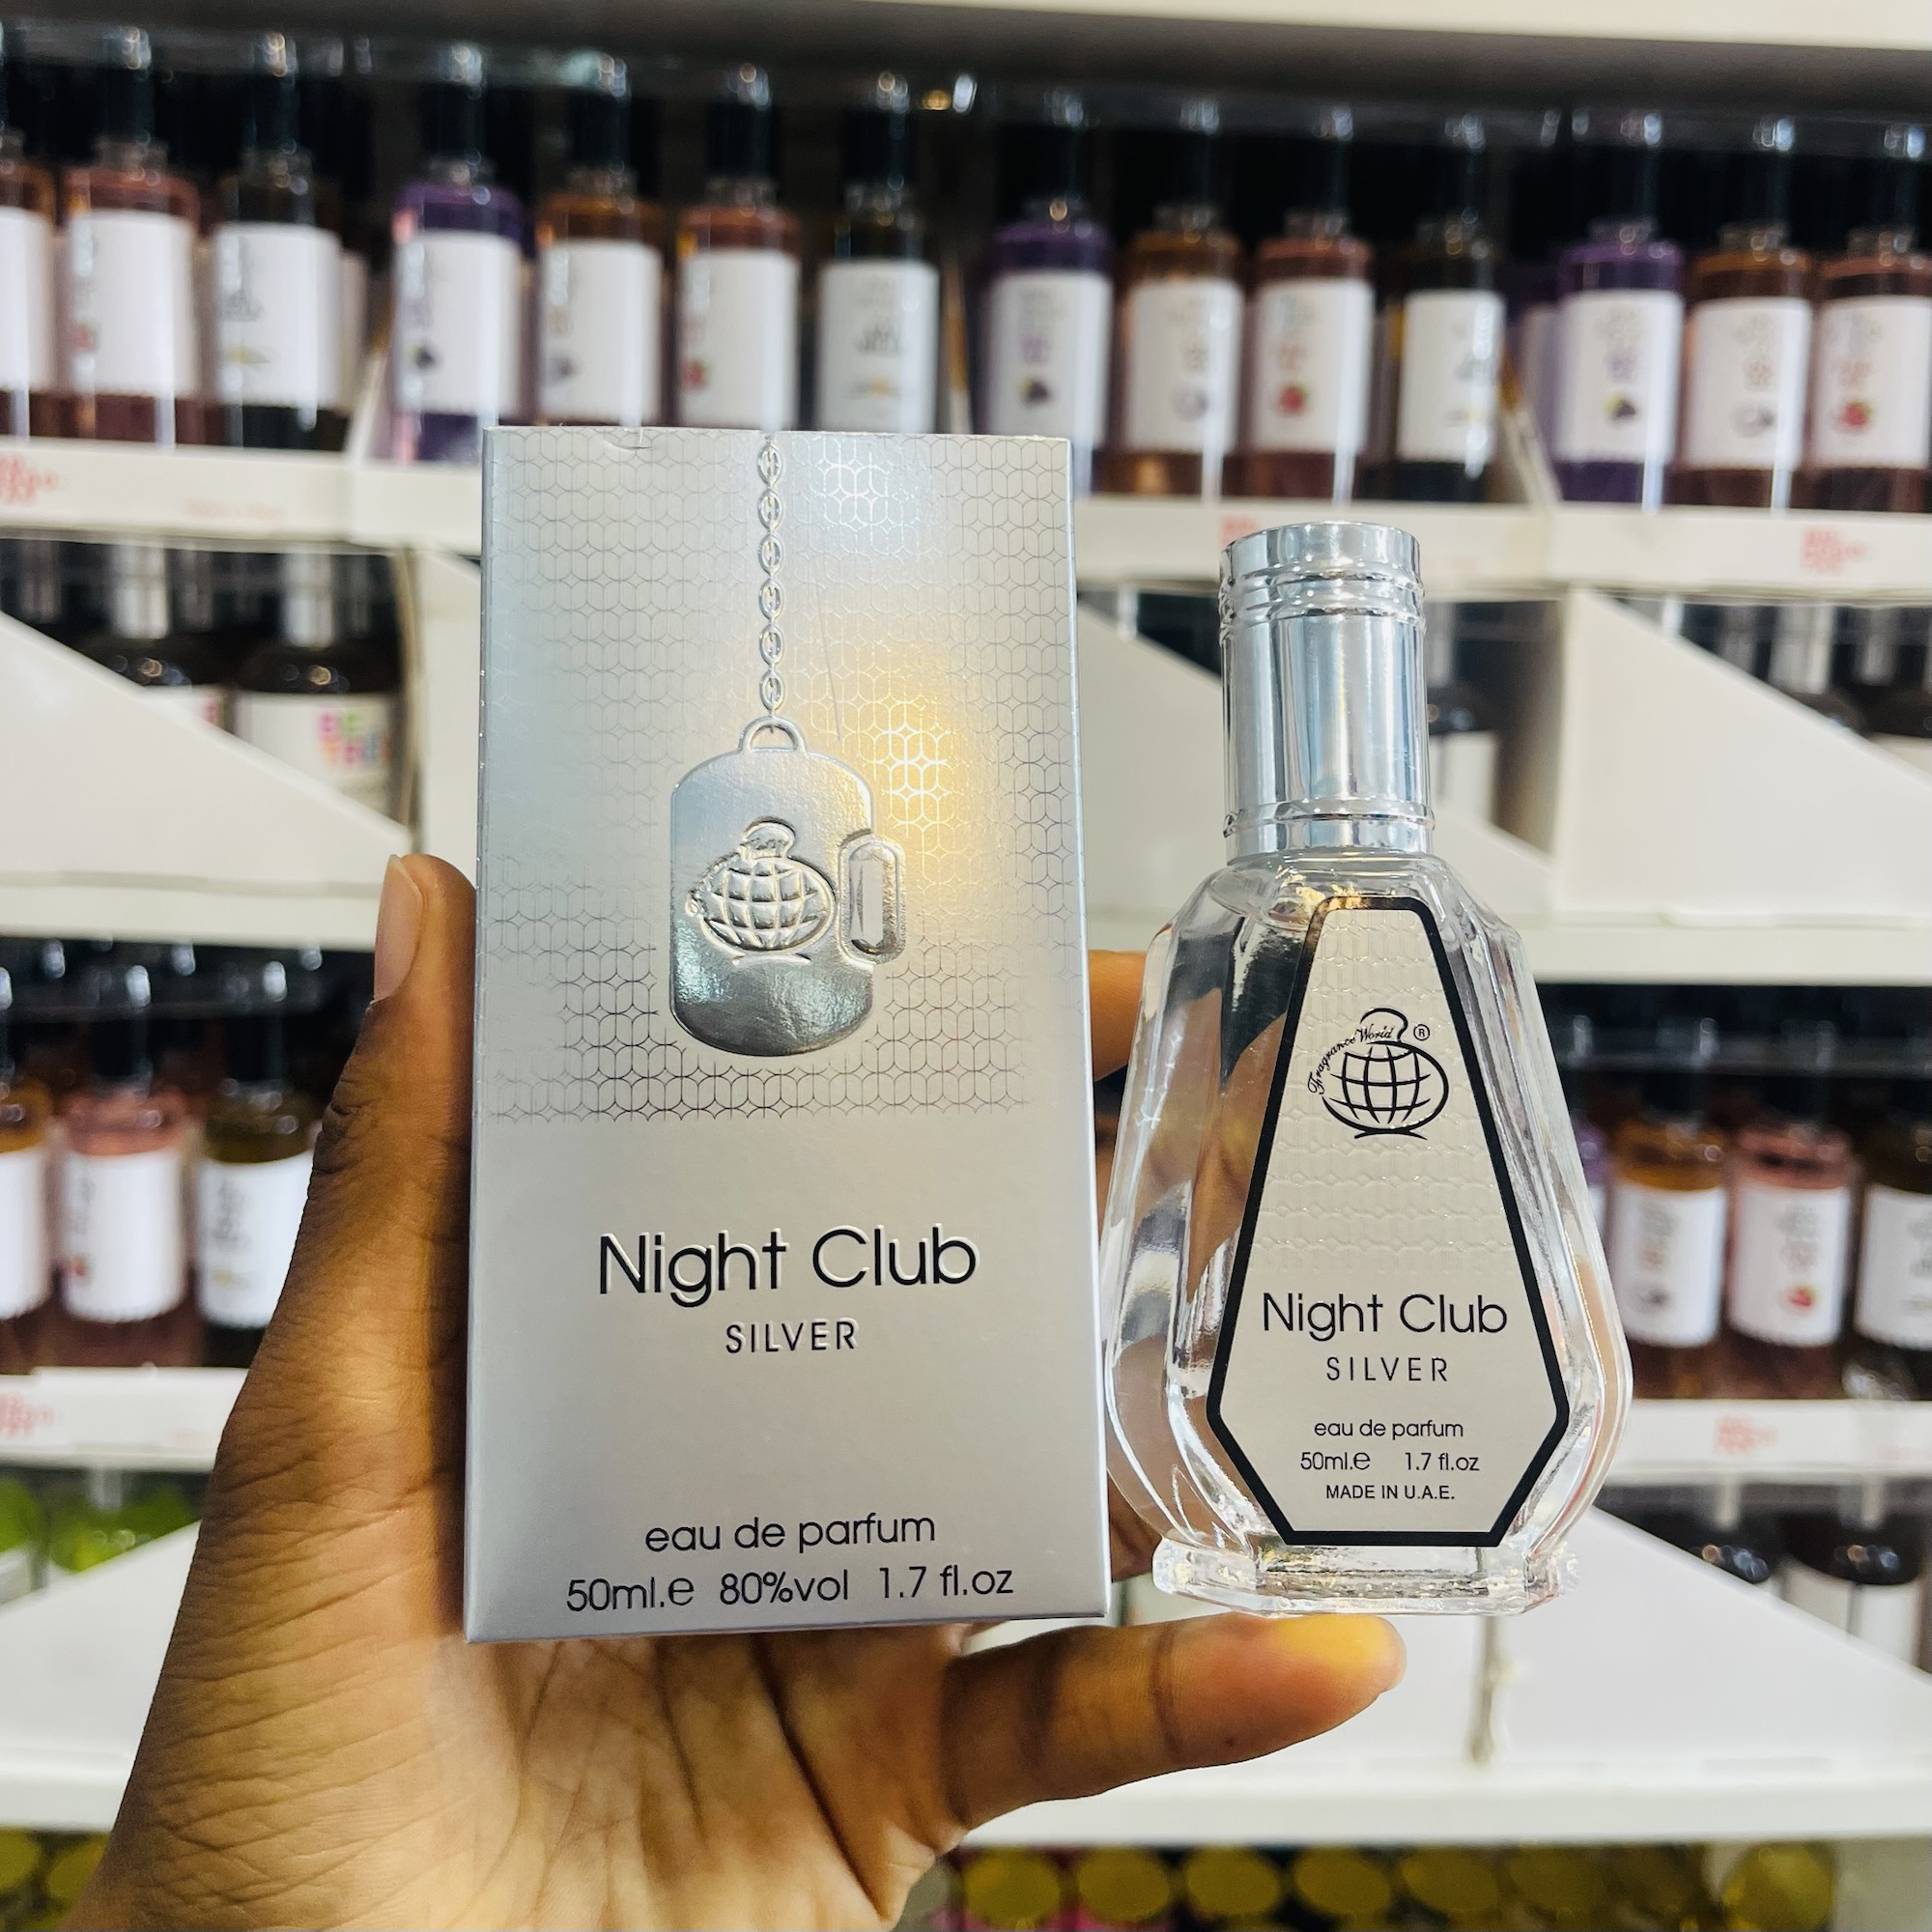 Night Club
SILVER
eau de parfum
50ml.e 80%vol 1.7 fl.oz
Fragrance World ®
Night Club
SILVER
eau de parfum
50ml.e 1.7 fl.oz
MADE IN U.A.E.